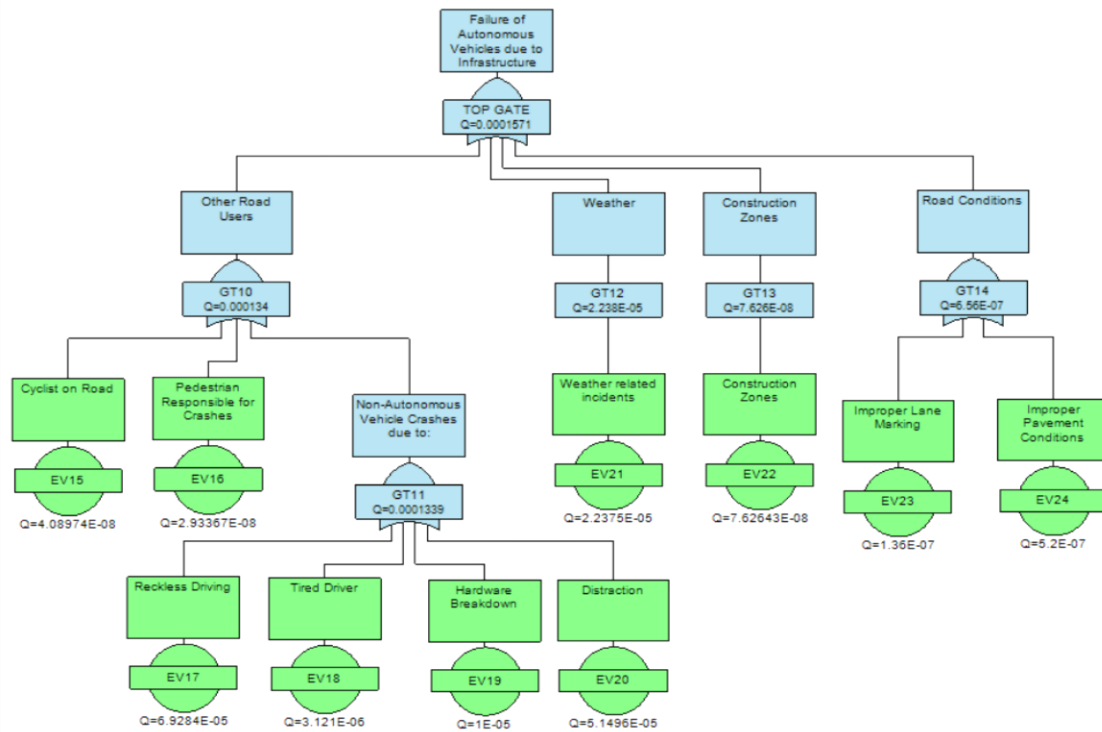 Failure of
Autonomous
Vehicles due to
Infrastructure
TOP GATE
Q=0.0001571
Other Road
Users
Weather
Construction
Zones
Road Conditions
GT10
Q=0.000134
GT12
Q=2.238E-05
GT13
Q=7.626E-08
GT14
Q=6.56E-07
Cyclist on Road
Pedestrian
Responsible for
Crashes
Non-Autonomous
Vehicle Crashes
due to:
Weather related
incidents
Construction
Zones
Improper Lane
Marking
Improper
Pavement
Conditions
EV15
Q=4.08974E-08
EV16
Q=2.93367E-08
GT11
Q=0.0001339
EV21
Q=2.2375E-05
EV22
Q=7.62643E-08
EV23
Q=1.36E-07
EV24
Q=5.2E-07
Reckless Driving
Tired Driver
Hardware
Breakdown
Distraction
EV17
Q=6.9284E-05
EV18
Q=3.121E-06
EV19
Q=1E-05
EV20
Q=5.1496E-05